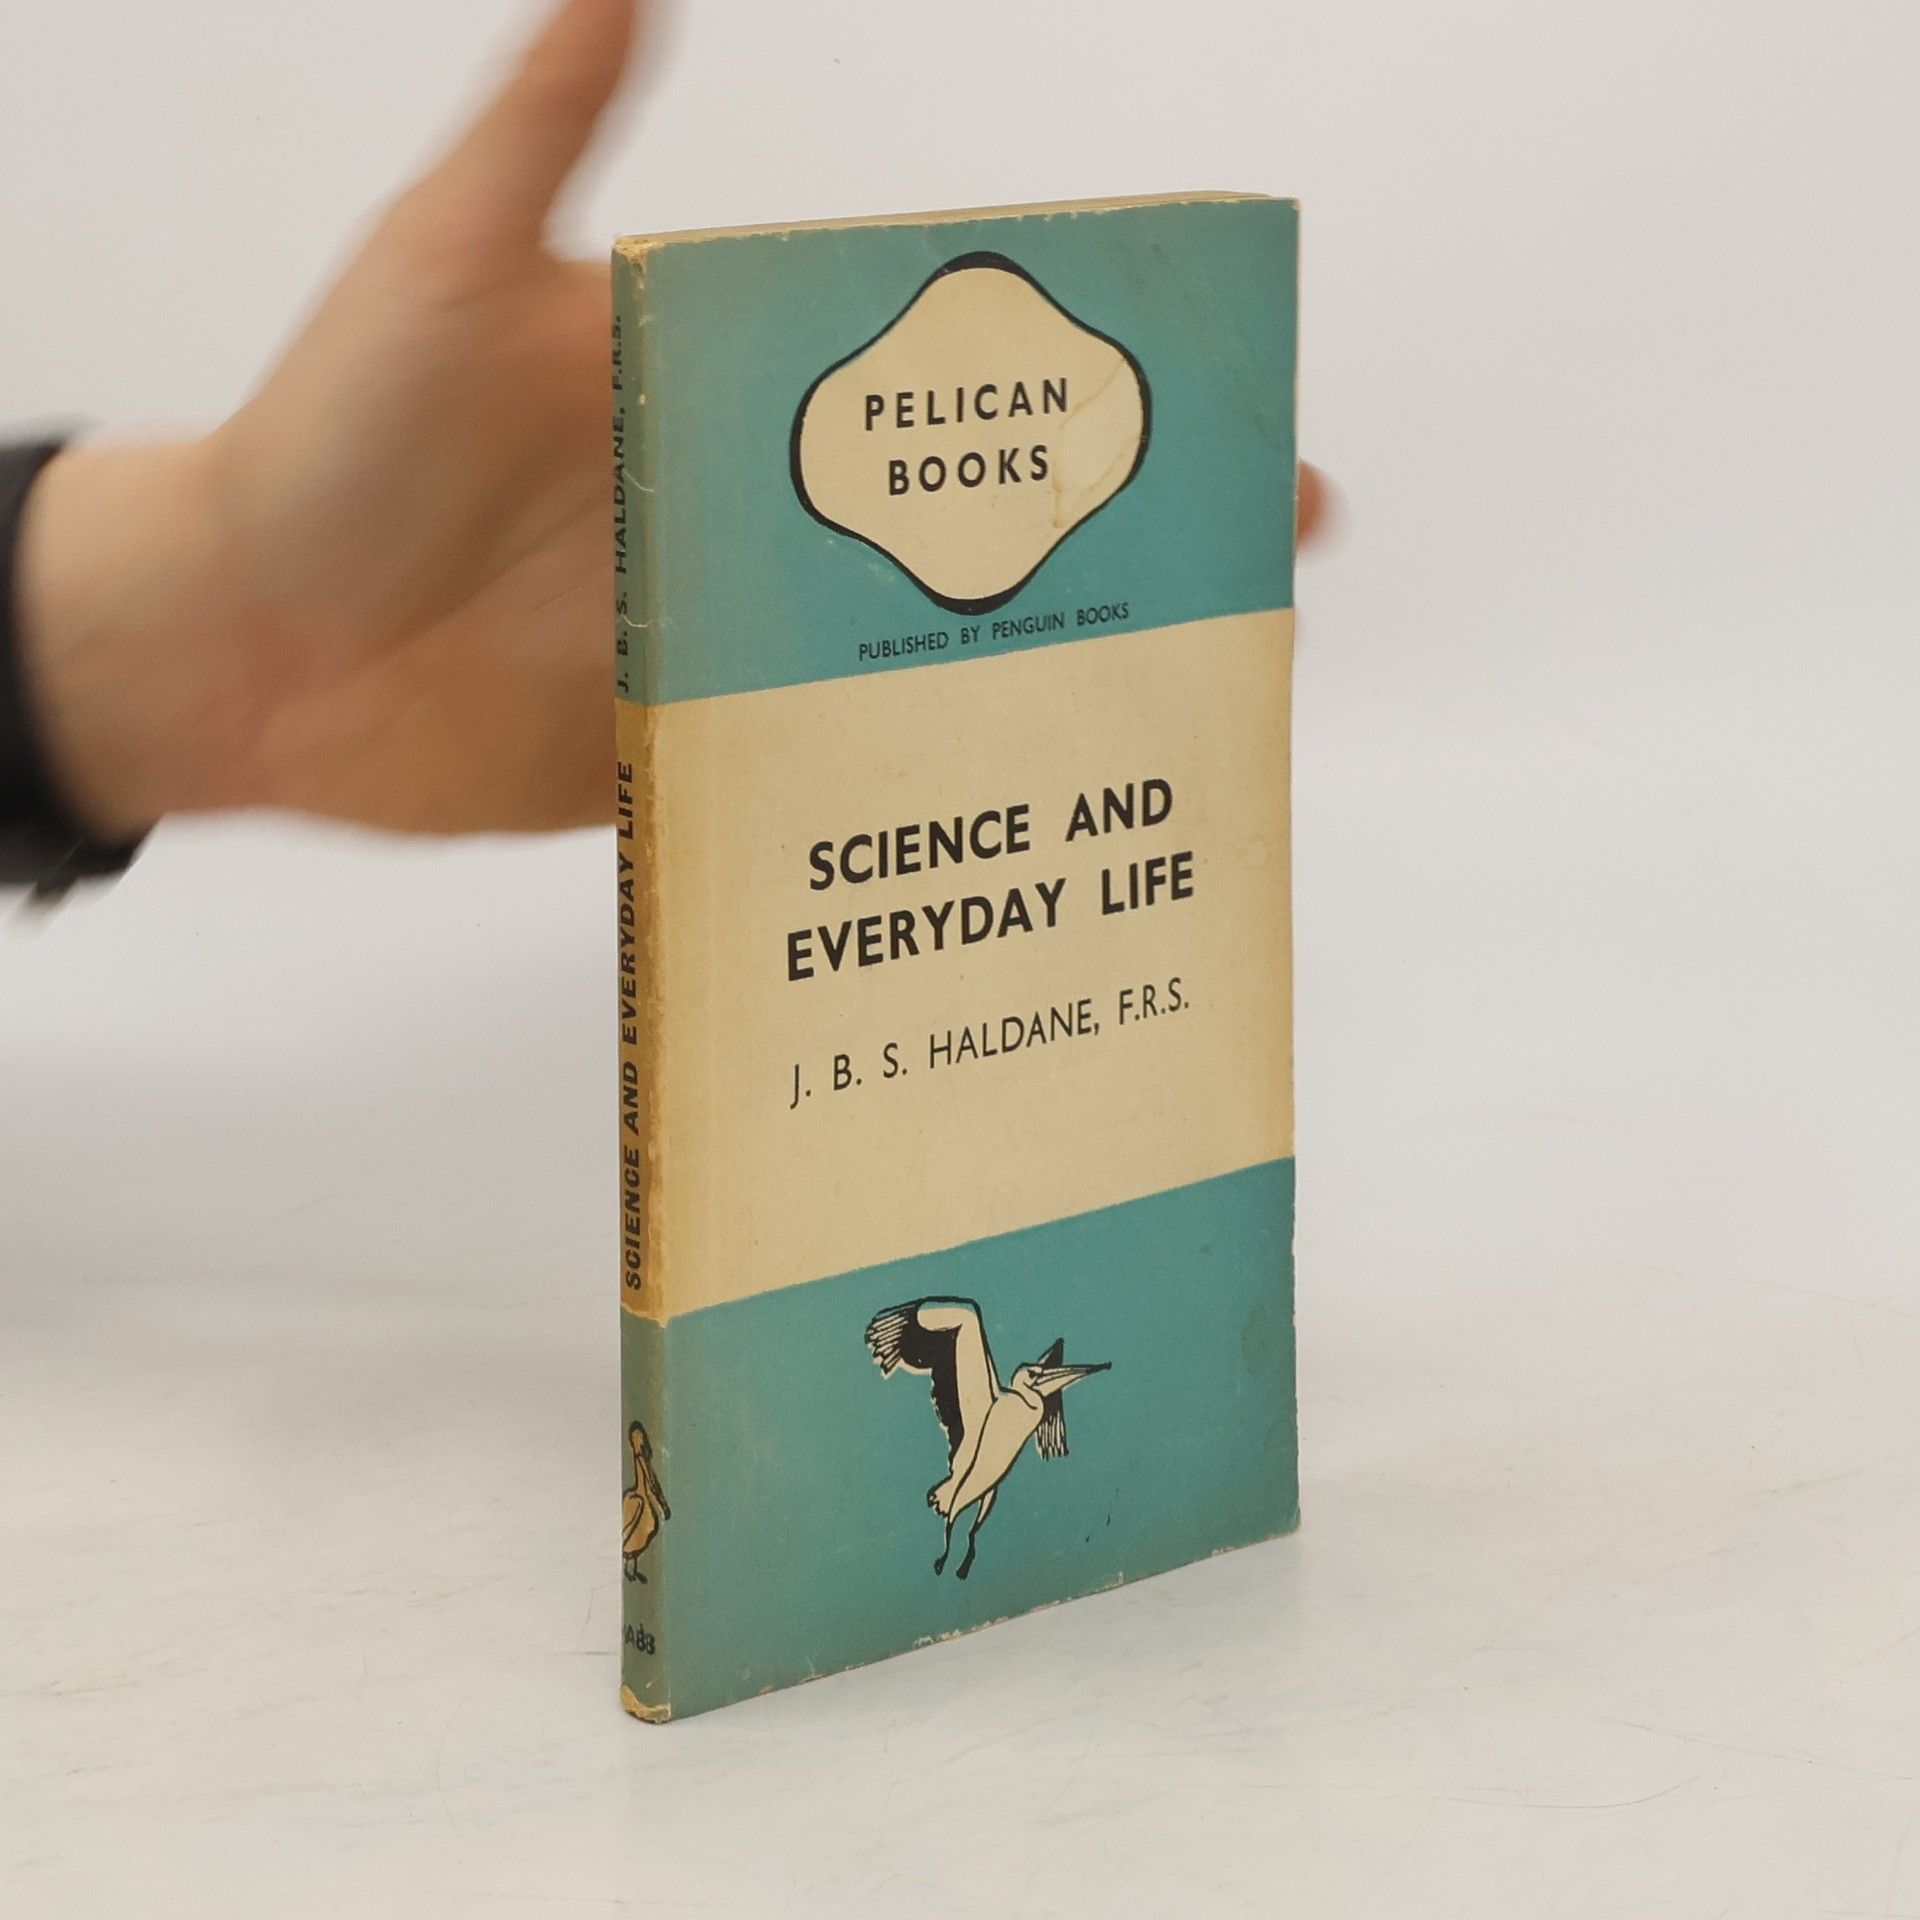 PELICAN
BOOKS
PUBLISHED BY PENGUIN BOOKS
SCIENCE AND
EVERYDAY LIFE
J. B. S. HALDANE, F.R.S.
SCIENCE AND EVERYDAY LIFE J. B. S. HALDANE, F.R.S.